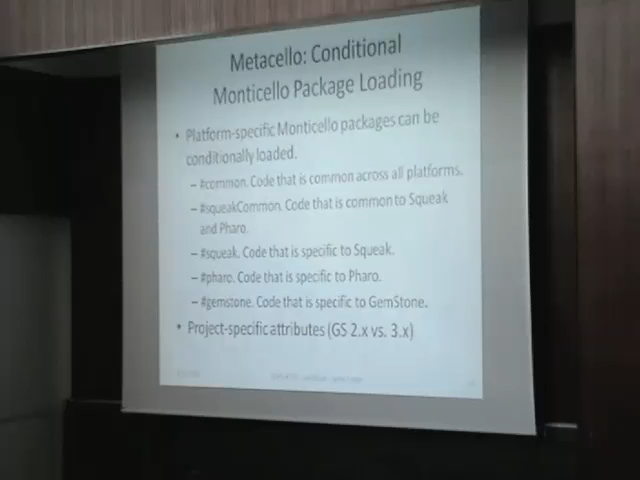 Metacello: Conditional
Monticello Package Loading
• Platform-specific Monticello packages can be
conditionally loaded.
– #common. Code that is common across all platforms.
– #squeakCommon. Code that is common to Squeak
and Pharo.
– #squeak. Code that is specific to Squeak.
– #pharo. Code that is specific to Pharo.
– #gemstone. Code that is specific to GemStone.
• Project-specific attributes (GS 2.x vs. 3.x)